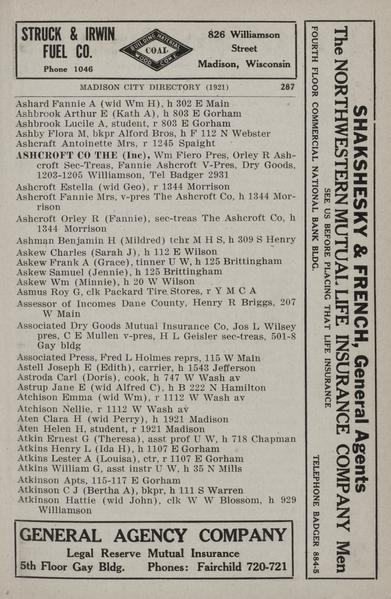 STRUCK & IRWIN
FUEL CO.
Phone 1046
BUILDING MATERIAL
COAL
WOOD
826 Williamson
Street
Madison, Wisconsin
MADISON CITY DIRECTORY (1921) 287
Ashard Fannie A (wid Wm H), h 302 E Main
Ashbrook Arthur E (Kath A), h 803 E Gorham
Ashbrook Lucile A, student, r 803 E Gorham
Ashby Flora M, bkpr Alford Bros, h F 112 N Webster
Ashcraft Antoinette Mrs, r 1245 Spaight
ASHCROFT CO THE (Inc), Wm Fiero Pres, Orley R Ash-
croft Sec-Treas, Fannie Ashcroft V-Pres, Dry Goods,
1203-1205 Williamson, Tel Badger 2931
Ashcroft Estella (wid Geo), r 1344 Morrison
Ashcroft Fannie Mrs, v-pres The Ashcroft Co, h 1344 Mor-
rison
Ashcroft Orley R (Fannie), sec-treas The Ashcroft Co, h
1344 Morrison
Ashman Benjamin H (Mildred) tchr M H S, h 309 S Henry
Askew Charles (Sarah J), h 112 E Wilson
Askew Frank A (Grace), tinner U W, h 125 Brittingham
Askew Samuel (Jennie), h 125 Brittingham
Askew Wm (Minnie), h 20 W Wilson
Asmus Roy G, clk Packard Tire Stores, r Y M C A
Assessor of Incomes Dane County, Henry R Briggs, 207
W Main
Associated Dry Goods Mutual Insurance Co, Jos L Wilsey
pres, C E Mullen v-pres, H L Geisler sec-treas, 501-8
Gay bldg
Associated Press, Fred L Holmes reprs, 115 W Main
Astell Joseph E (Edith), carrier, h 1543 Jefferson
Astroda Carl (Doris), cook, h 747 W Wash av
Astrup Jane E (wid Alfred C), h B 222 N Hamilton
Atchison Emma (wid Wm), r 1112 W Wash av
Atchison Nellie, r 1112 W Wash av
Aten Clara H (wid Perry), h 1921 Madison
Aten Helen H, student, r 1921 Madison
Atkin Ernest G (Theresa), asst prof U W, h 718 Chapman
Atkins Henry L (Ida H), h 1107 E Gorham
Atkins Lester A (Louisa), ctr, r 1107 E Gorham
Atkins William G, asst instr U W, h 35 N Mills
Atkinson Apts, 115-117 E Gorham
Atkinson C J (Bertha A), bkpr, h 111 S Warren
Atkinson Hattie (wid John), clk W W Blossom, h 929
Williamson
GENERAL AGENCY COMPANY
Legal Reserve Mutual Insurance
5th Floor Gay Bldg. Phones: Fairchild 720-721
SHAKSHESKY & FRENCH, General Agents
The NORTHWESTERN MUTUAL LIFE INSURANCE COMPANY Men
SEE US BEFORE PLACING THAT LIFE INSURANCE
FOURTH FLOOR COMMERCIAL NATIONAL BANK BLDG. TELEPHONE BADGER 884-5